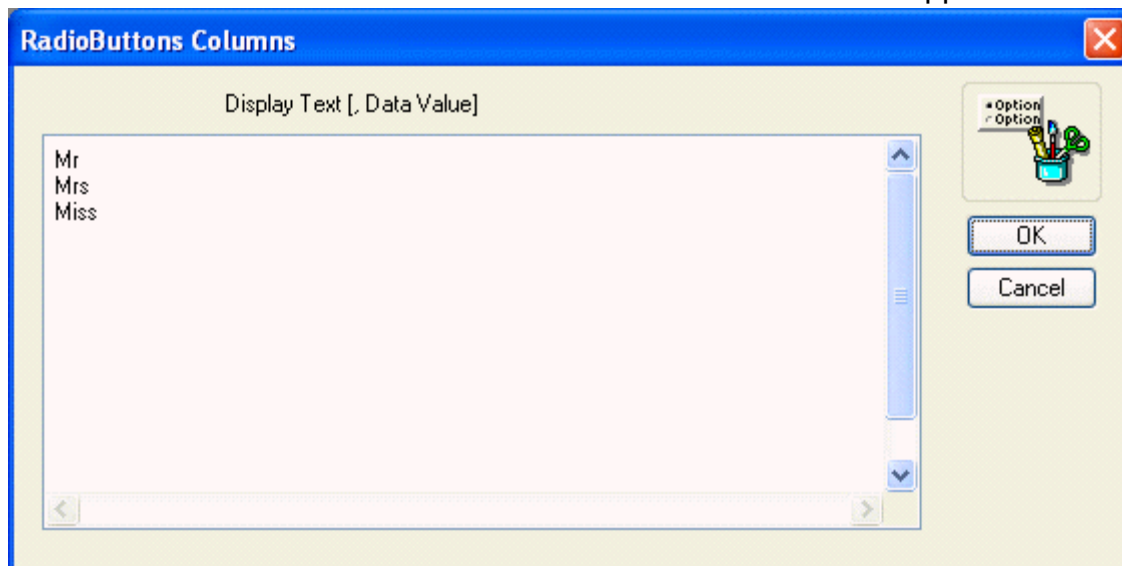 RadioButtons Columns
Display Text [, Data Value]
Mr
Mrs
Miss
Option
Option
OK
Cancel